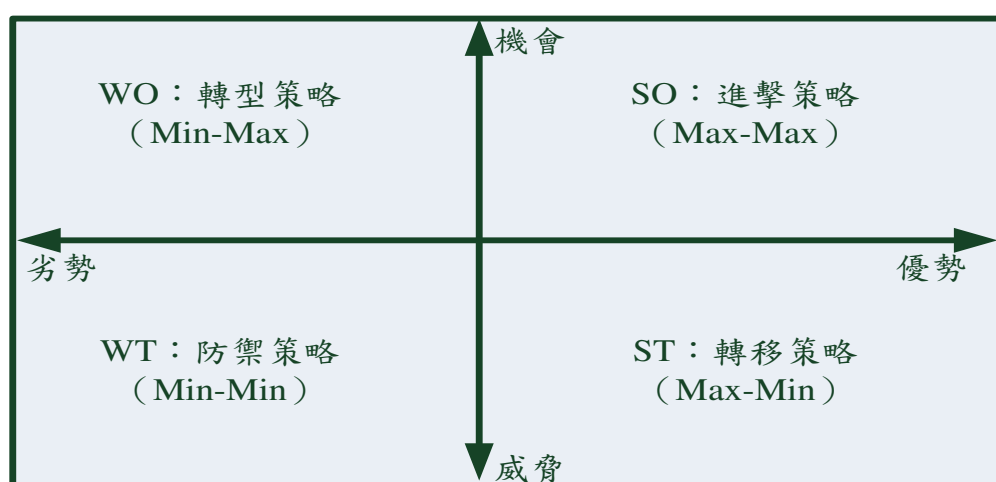 機會
WO：轉型策略
（Min-Max）
SO：進擊策略
（Max-Max）
劣勢
優勢
WT：防禦策略
（Min-Min）
ST：轉移策略
（Max-Min）
威脅